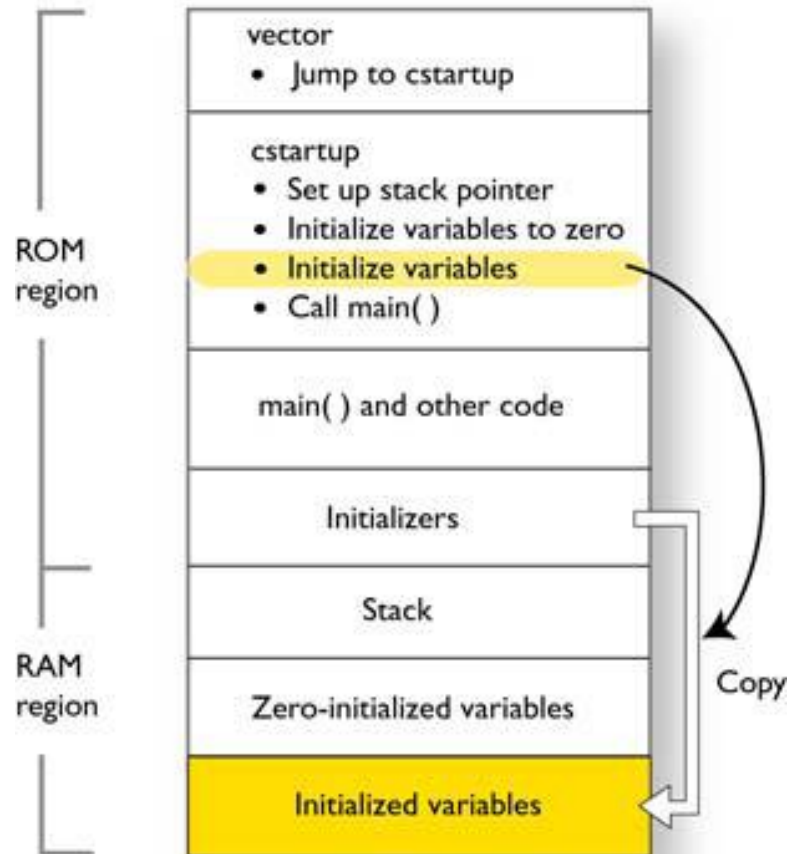 vector
• Jump to cstartup
cstartup
• Set up stack pointer
• Initialize variables to zero
• Initialize variables
• Call main( )
ROM
region
main( ) and other code
Initializers
Stack
RAM
region
Copy
Zero-initialized variables
Initialized variables